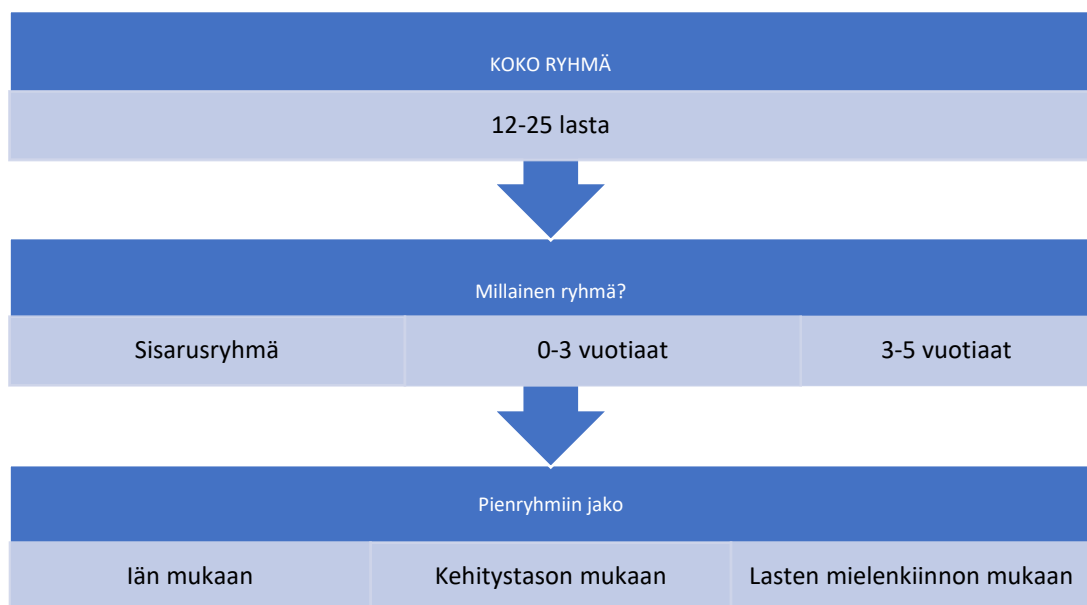 KOKO RYHMÄ
12-25 lasta
Millainen ryhmä?
Sisarusryhmä 0-3 vuotiaat 3-5 vuotiaat
Pienryhmiin jako
Iän mukaan Kehitystason mukaan Lasten mielenkiinnon mukaan